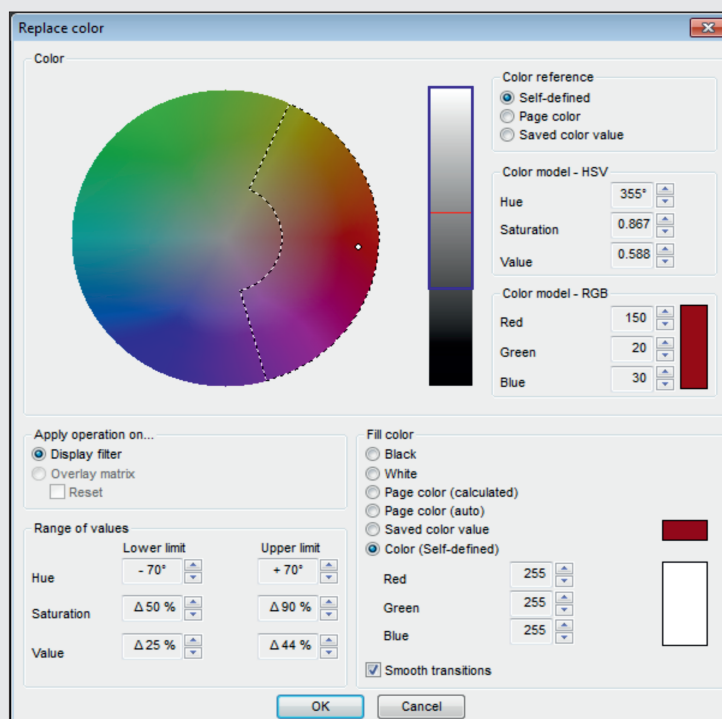 Replace color
Color
Color reference
Self-defined
Page color
Saved color value
Color model - HSV
Hue 355°
Saturation 0.867
Value 0.588
Color model - RGB
Red 150
Green 20
Blue 30
Apply operation on...
Display filter
Overlay matrix
Reset
Range of values
Lower limit Upper limit
Hue - 70° + 70°
Saturation Δ 50 % Δ 90 %
Value Δ 25 % Δ 44 %
Fill color
Black
White
Page color (calculated)
Page color (auto)
Saved color value
Color (Self-defined)
Red 255
Green 255
Blue 255
Smooth transitions
OK Cancel